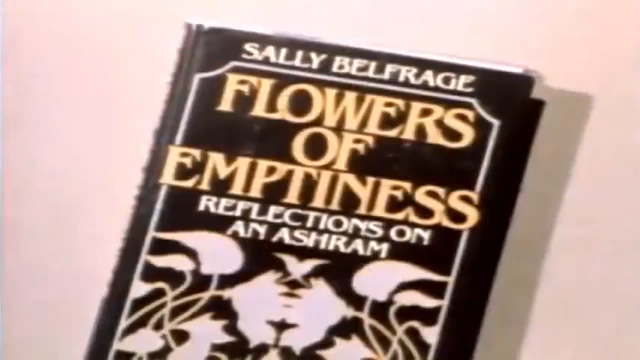 SALLY BELFRAGE
FLOWERS
OF
EMPTINESS
REFLECTIONS ON
AN ASHRAM